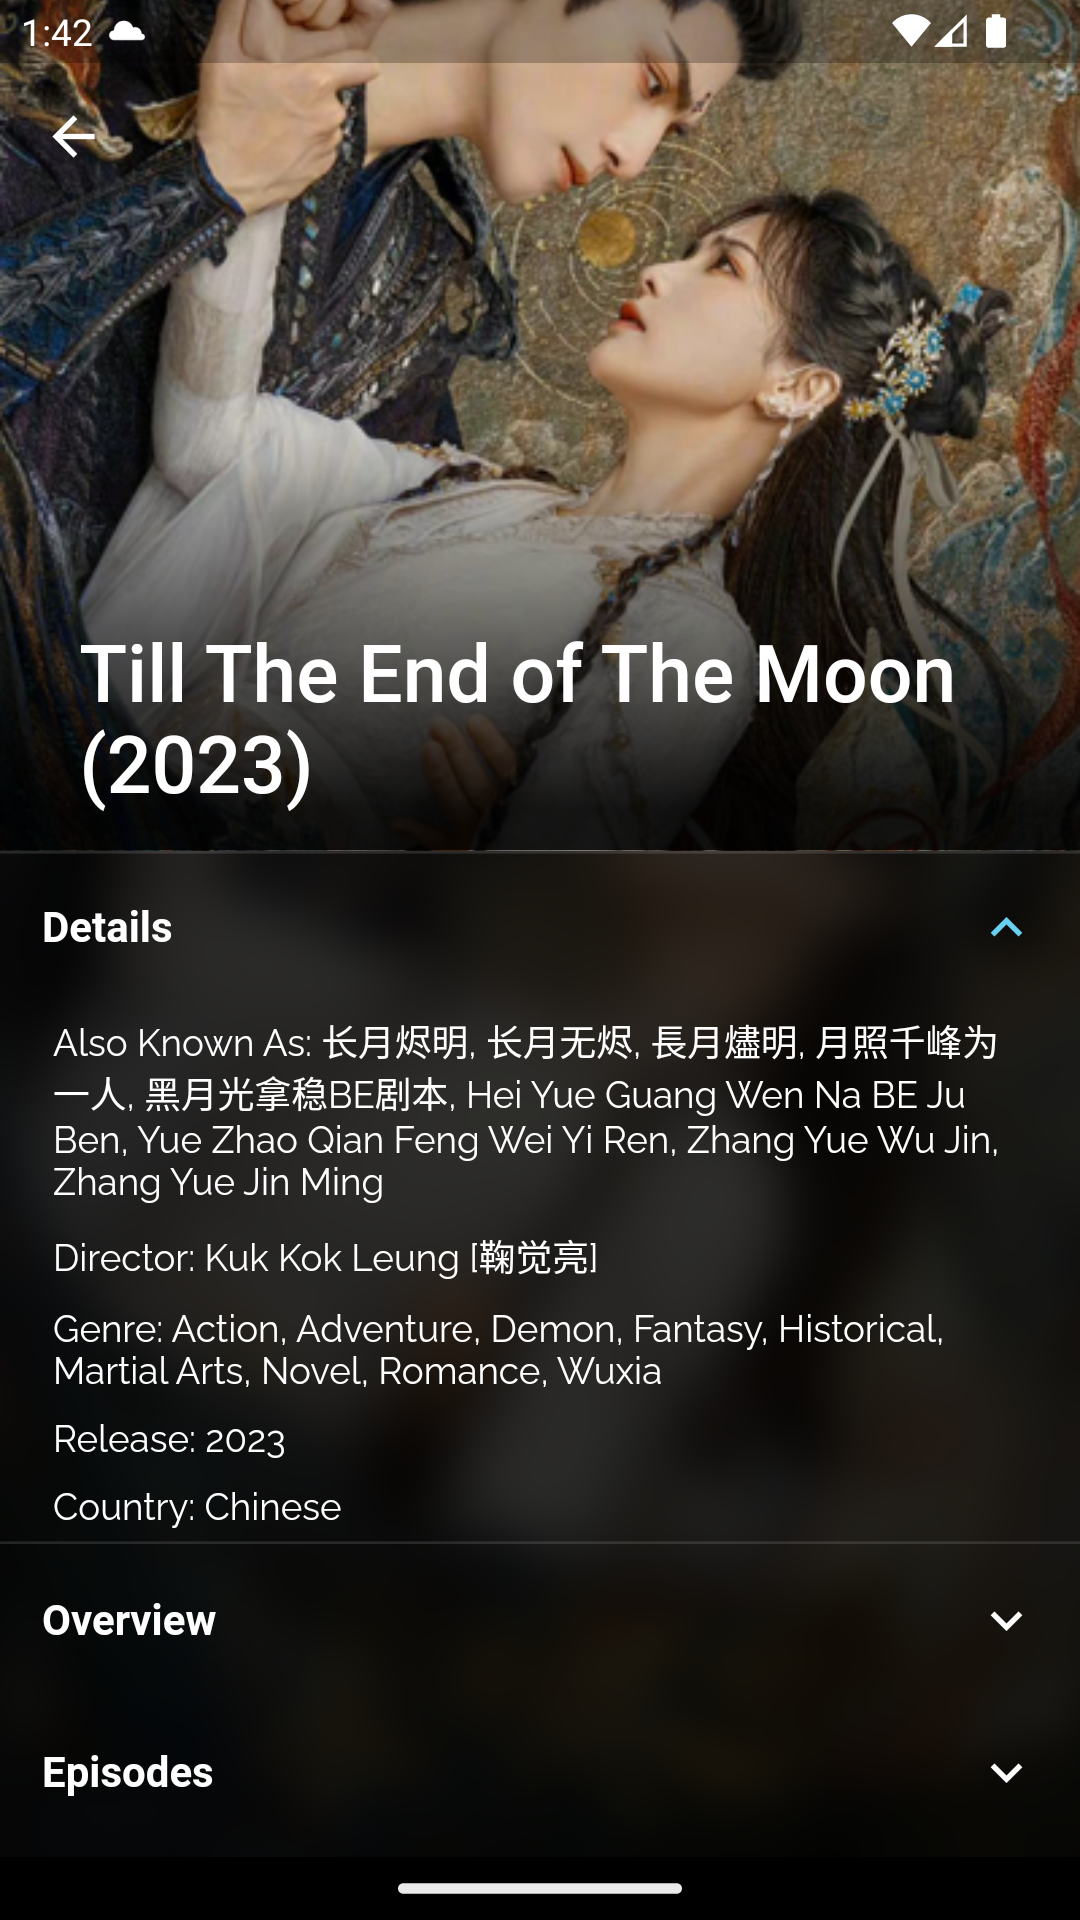 1:42
Till The End of The Moon
(2023)
Details
Also Known As: 长月烬明, 长月无烬, 長月燼明, 月照千峰为
一人, 黑月光拿稳BE剧本, Hei Yue Guang Wen Na BE Ju
Ben, Yue Zhao Qian Feng Wei Yi Ren, Zhang Yue Wu Jin,
Zhang Yue Jin Ming
Director: Kuk Kok Leung [鞠觉亮]
Genre: Action, Adventure, Demon, Fantasy, Historical,
Martial Arts, Novel, Romance, Wuxia
Release: 2023
Country: Chinese
Overview
Episodes